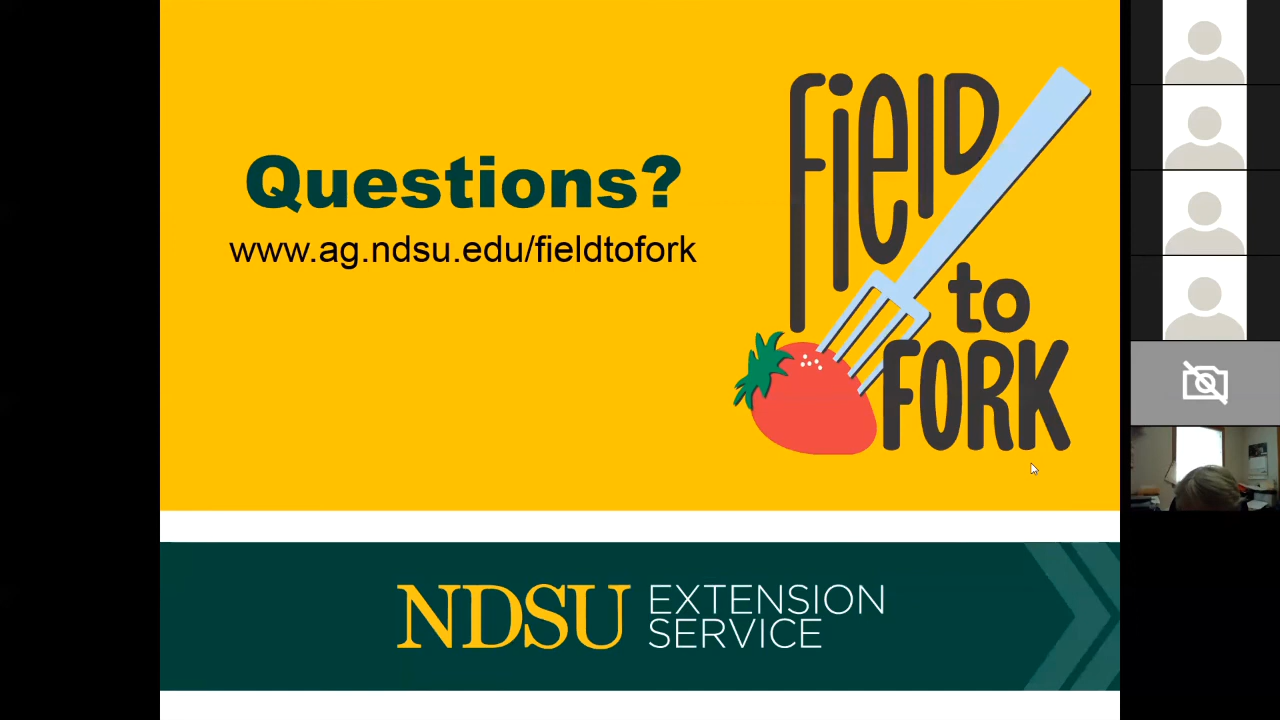 Questions?
www.ag.ndsu.edu/fieldtofork
FiELD
to
FORK
NDSU EXTENSION
SERVICE